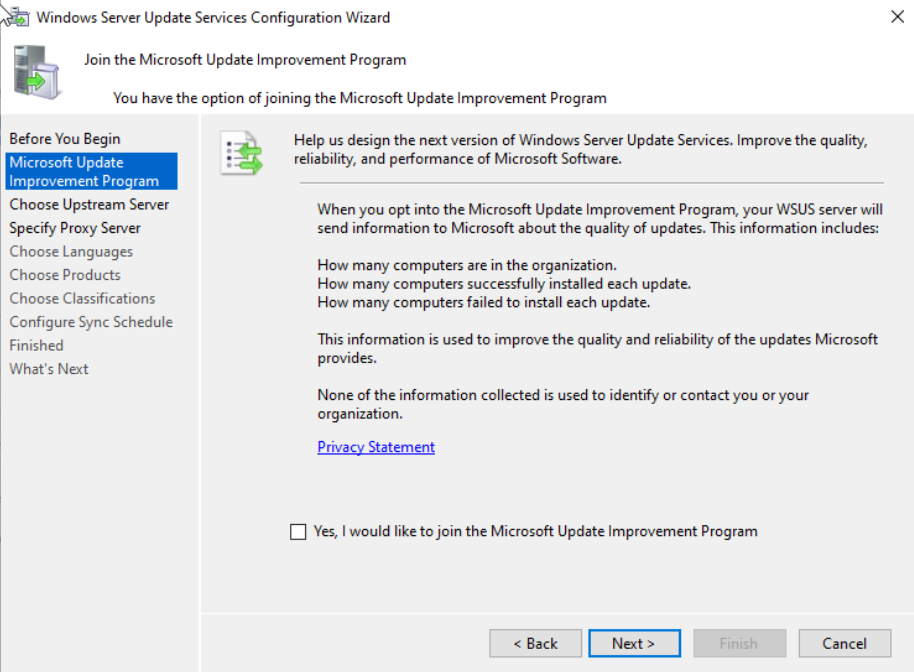 Windows Server Update Services Configuration Wizard
Join the Microsoft Update Improvement Program
You have the option of joining the Microsoft Update Improvement Program
Before You Begin
Microsoft Update
Improvement Program
Choose Upstream Server
Specify Proxy Server
Choose Languages
Choose Products
Choose Classifications
Configure Sync Schedule
Finished
What's Next
Help us design the next version of Windows Server Update Services. Improve the quality,
reliability, and performance of Microsoft Software.
When you opt into the Microsoft Update Improvement Program, your WSUS server will
send information to Microsoft about the quality of updates. This information includes:
How many computers are in the organization.
How many computers successfully installed each update.
How many computers failed to install each update.
This information is used to improve the quality and reliability of the updates Microsoft
provides.
None of the information collected is used to identify or contact you or your
organization.
Privacy Statement
Yes, I would like to join the Microsoft Update Improvement Program
< Back
Next >
Finish
Cancel